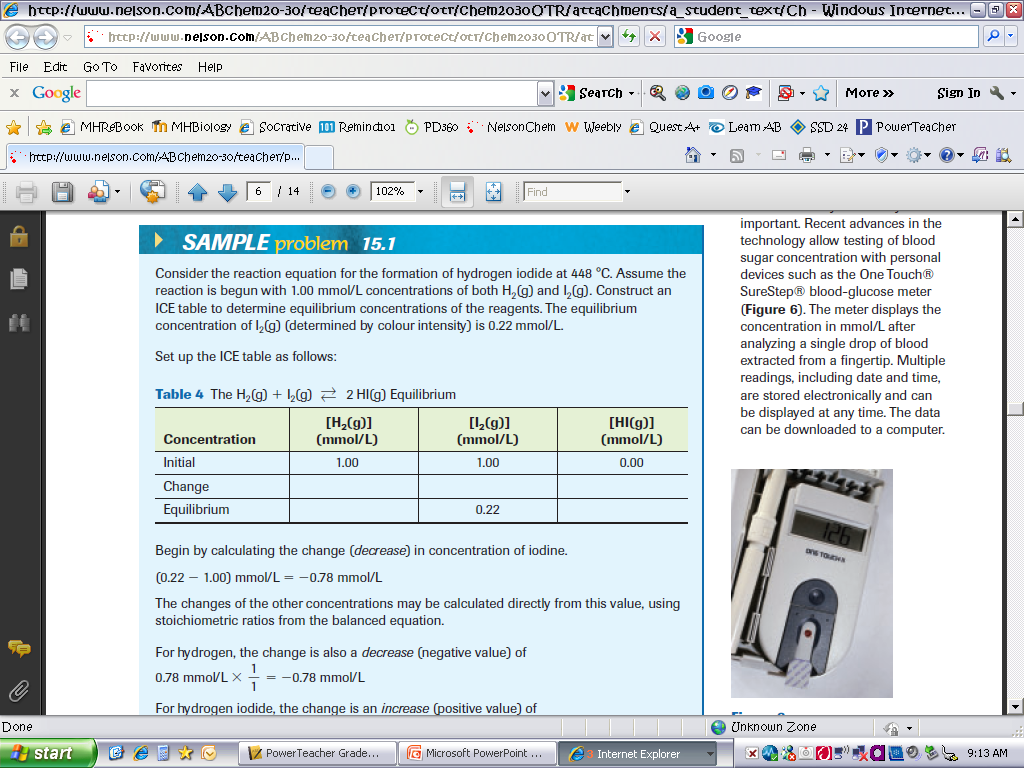 http://www.nelson.com/ABChem20-30/teacher/protect/otr/Chem2030OTR/attachments/a_student_text/Ch - Windows Internet...
http://www.nelson.com/ABChem20-30/teacher/protect/otr/Chem2030OTR/at
Google
File Edit Go To Favorites Help
x Google Search More >> Sign In
MHReBook MHBiology Socrative Remind101 PD360 NelsonChem Weebly Quest A+ Learn AB SSD 24 PowerTeacher
http://www.nelson.com/ABChem20-30/teacher/p...
6 / 14 102% Find
SAMPLE problem 15.1
Consider the reaction equation for the formation of hydrogen iodide at 448 °C. Assume the
reaction is begun with 1.00 mmol/L concentrations of both H₂(g) and I₂(g). Construct an
ICE table to determine equilibrium concentrations of the reagents. The equilibrium
concentration of I₂(g) (determined by colour intensity) is 0.22 mmol/L.
Set up the ICE table as follows:
Table 4 The H₂(g) + I₂(g) ⇄ 2 HI(g) Equilibrium
Concentration [H₂(g)] (mmol/L) [I₂(g)] (mmol/L) [HI(g)] (mmol/L)
Initial 1.00 1.00 0.00
Change
Equilibrium 0.22
Begin by calculating the change (decrease) in concentration of iodine.
(0.22 − 1.00) mmol/L = −0.78 mmol/L
The changes of the other concentrations may be calculated directly from this value, using
stoichiometric ratios from the balanced equation.
For hydrogen, the change is also a decrease (negative value) of
0.78 mmol/L × 1/1 = −0.78 mmol/L
For hydrogen iodide, the change is an increase (positive value) of
important. Recent advances in the
technology allow testing of blood
sugar concentration with personal
devices such as the One Touch®
SureStep® blood-glucose meter
(Figure 6). The meter displays the
concentration in mmol/L after
analyzing a single drop of blood
extracted from a fingertip. Multiple
readings, including date and time,
are stored electronically and can
be displayed at any time. The data
can be downloaded to a computer.
126
ONE TOUCH
Done Unknown Zone
start PowerTeacher Grade... Microsoft PowerPoint ... 3 Internet Explorer 9:13 AM